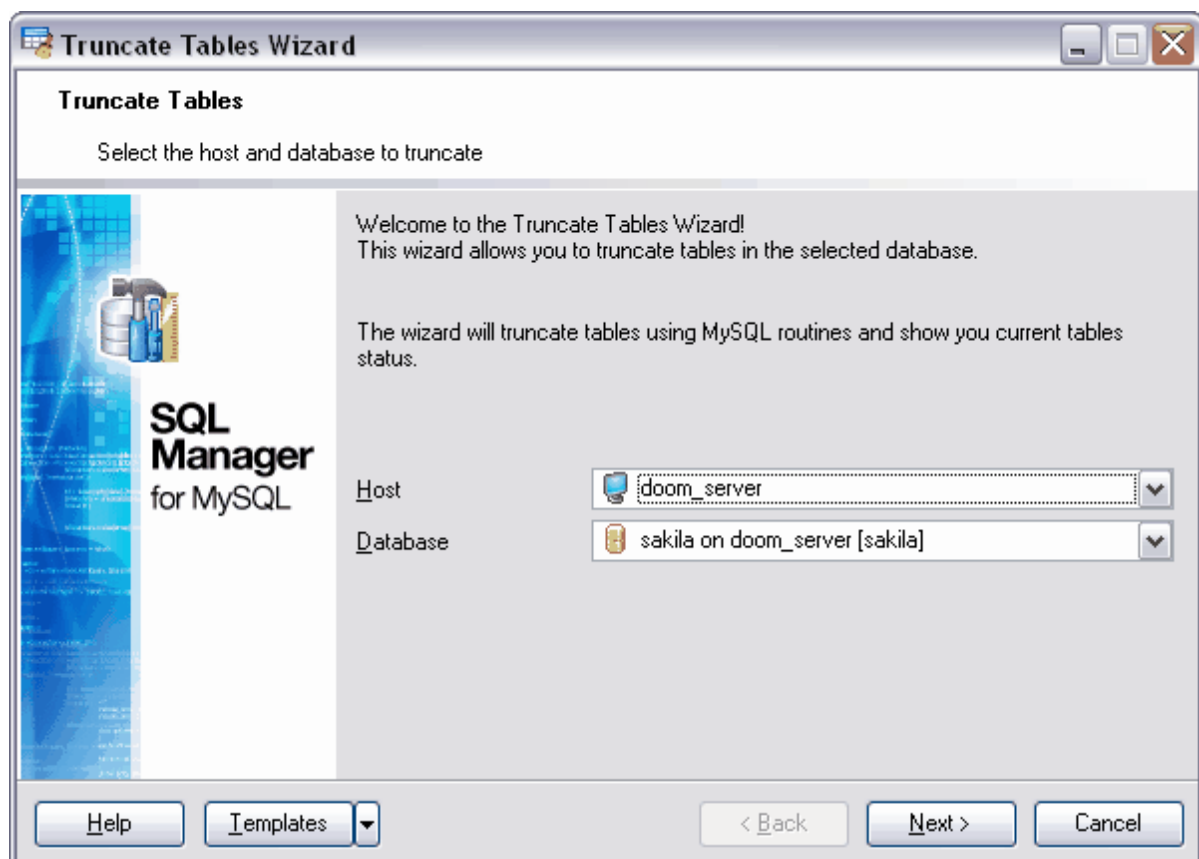 Truncate Tables Wizard
Truncate Tables
Select the host and database to truncate
Welcome to the Truncate Tables Wizard!
This wizard allows you to truncate tables in the selected database.
The wizard will truncate tables using MySQL routines and show you current tables
status.
SQL
Manager
for MySQL
Host
doom_server
Database
sakila on doom_server [sakila]
Help
Templates
< Back
Next >
Cancel